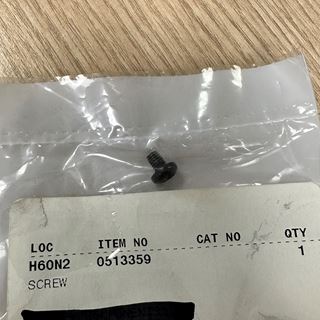 LOC ITEM NO CAT NO QTY
H60N2 0513359 1
SCREW